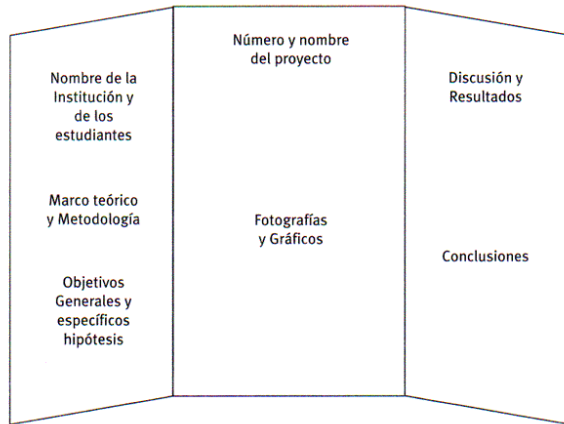 Nombre de la
Institución y
de los
estudiantes
Marco teórico
y Metodología
Objetivos
Generales y
específicos
hipótesis
Número y nombre
del proyecto
Fotografías
y Gráficos
Discusión y
Resultados
Conclusiones